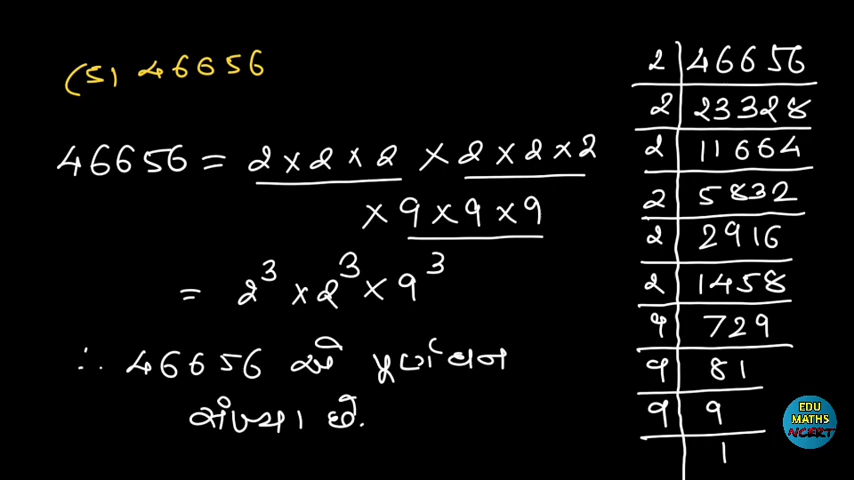 (5) 46656
46656 = 2 × 2 × 2 × 2 × 2 × 2
× 9 × 9 × 9
= 2³ × 2³ × 9³
∴ 46656 એ પૂર્ણઘન
સંખ્યા છે.
2 | 46656
2 | 23328
2 | 11664
2 | 5832
2 | 2916
2 | 1458
9 | 729
9 | 81
9 | 9
| 1
EDU
MATHS
NCERT